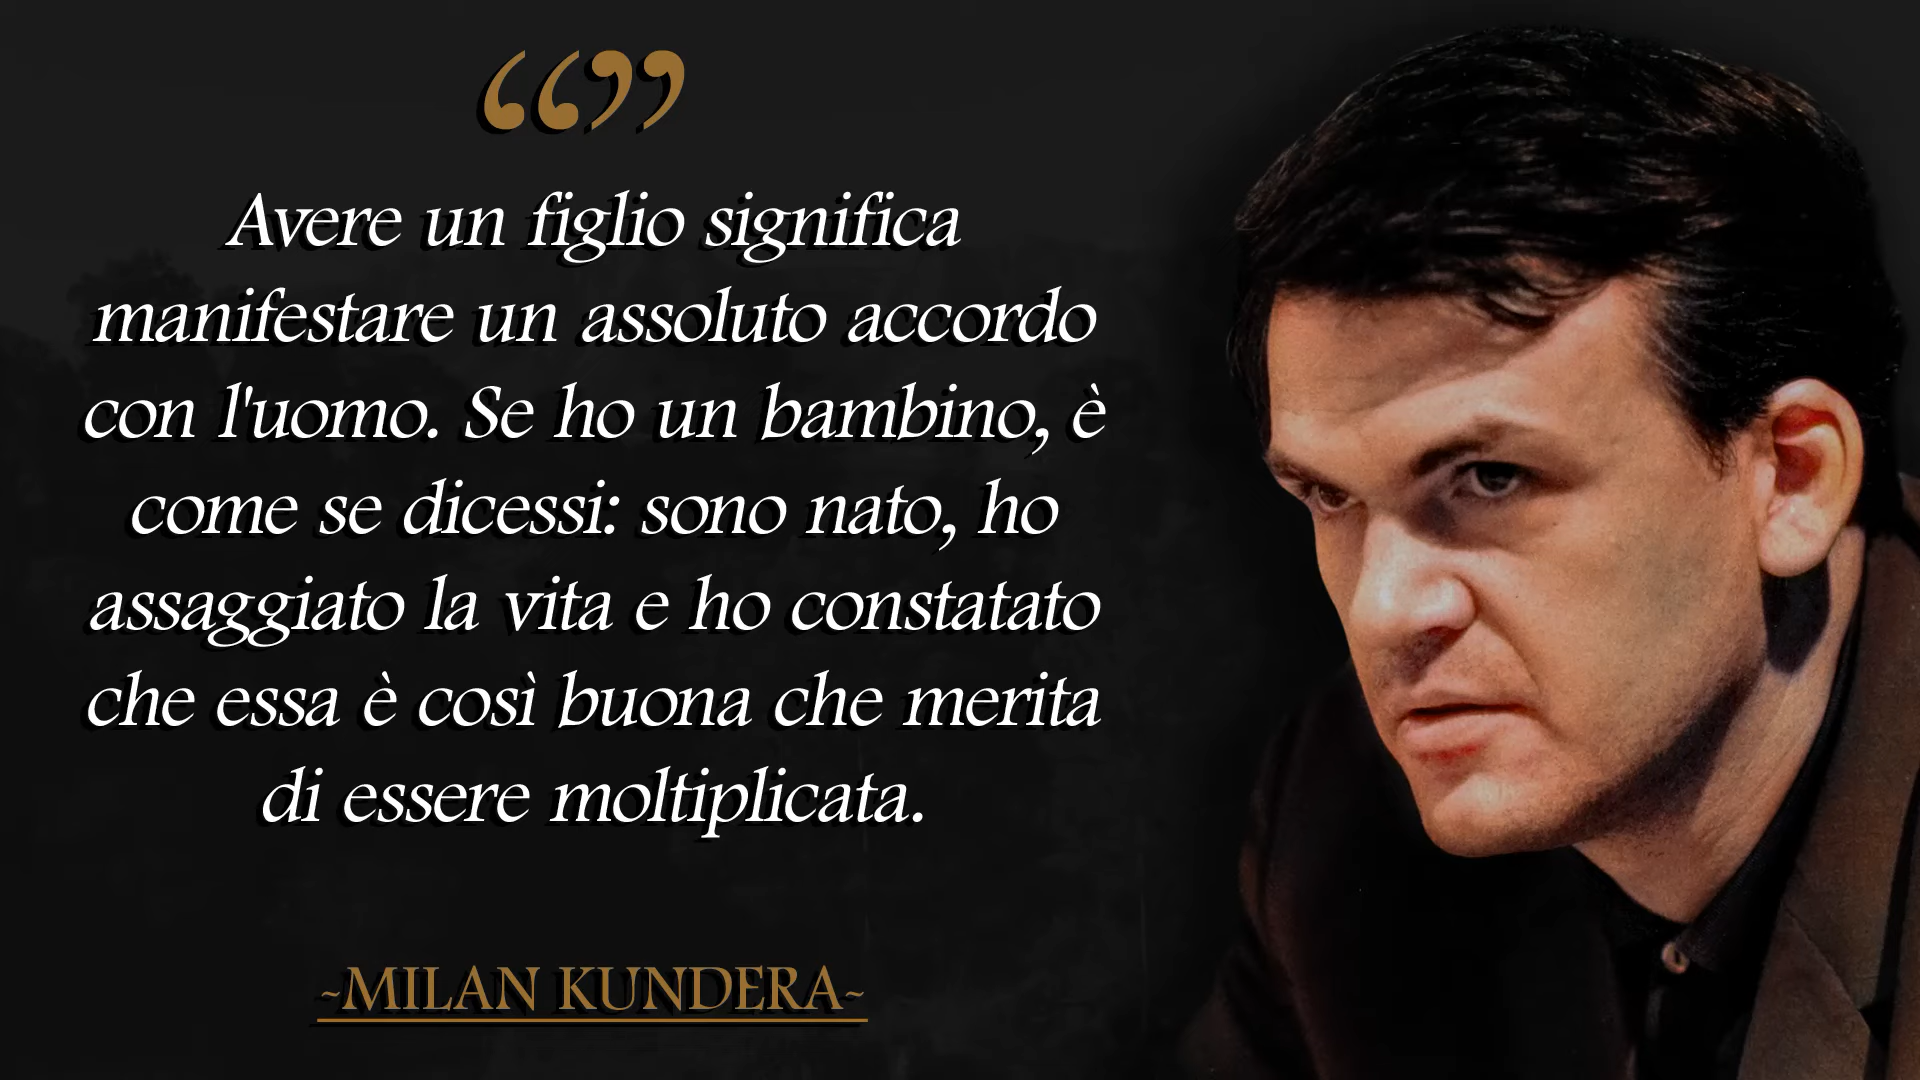 “”
Avere un figlio significa
manifestare un assoluto accordo
con l'uomo. Se ho un bambino, è
come se dicessi: sono nato, ho
assaggiato la vita e ho constatato
che essa è così buona che merita
di essere moltiplicata.
~MILAN KUNDERA~